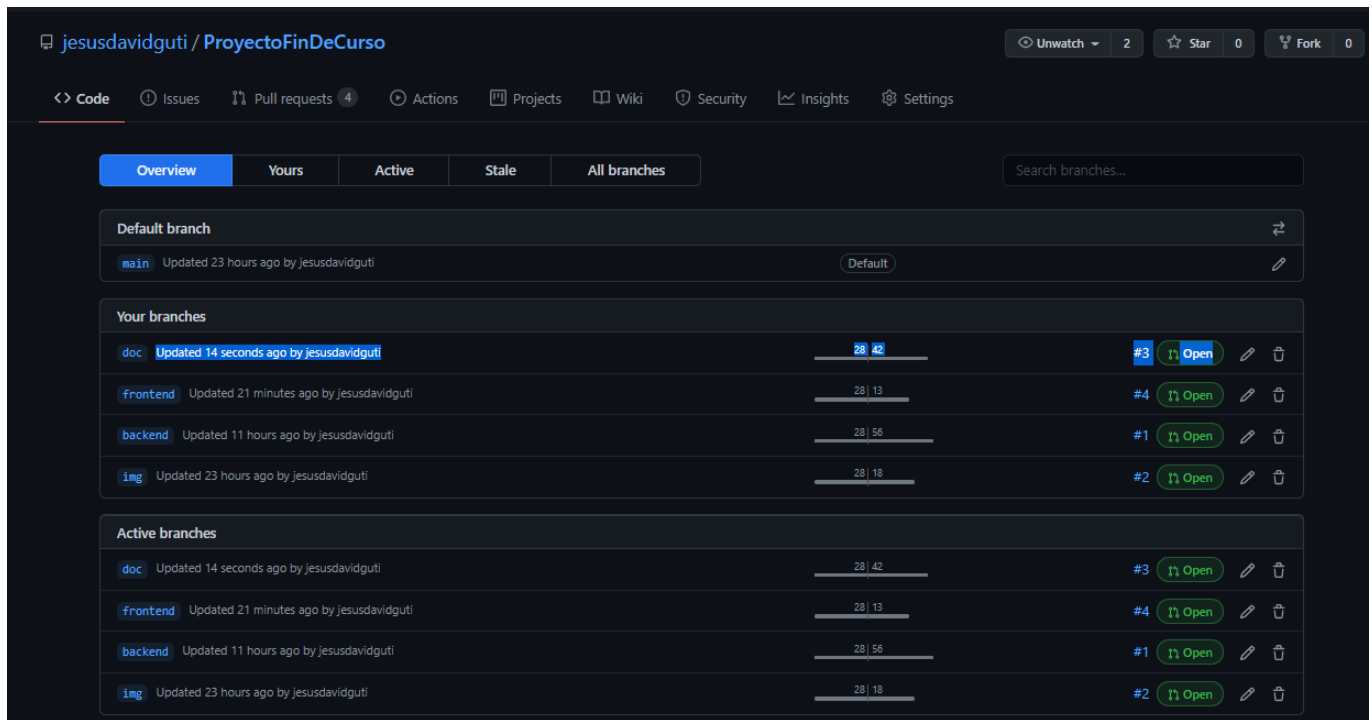 jesusdavidguti / ProyectoFinDeCurso Unwatch 2 Star 0 Fork 0
<> Code Issues Pull requests 4 Actions Projects Wiki Security Insights Settings
Overview Yours Active Stale All branches Search branches...
Default branch
main Updated 23 hours ago by jesusdavidguti Default
Your branches
doc Updated 14 seconds ago by jesusdavidguti 28 42 #3 Open
frontend Updated 21 minutes ago by jesusdavidguti 28 13 #4 Open
backend Updated 11 hours ago by jesusdavidguti 28 56 #1 Open
img Updated 23 hours ago by jesusdavidguti 28 18 #2 Open
Active branches
doc Updated 14 seconds ago by jesusdavidguti 28 42 #3 Open
frontend Updated 21 minutes ago by jesusdavidguti 28 13 #4 Open
backend Updated 11 hours ago by jesusdavidguti 28 56 #1 Open
img Updated 23 hours ago by jesusdavidguti 28 18 #2 Open